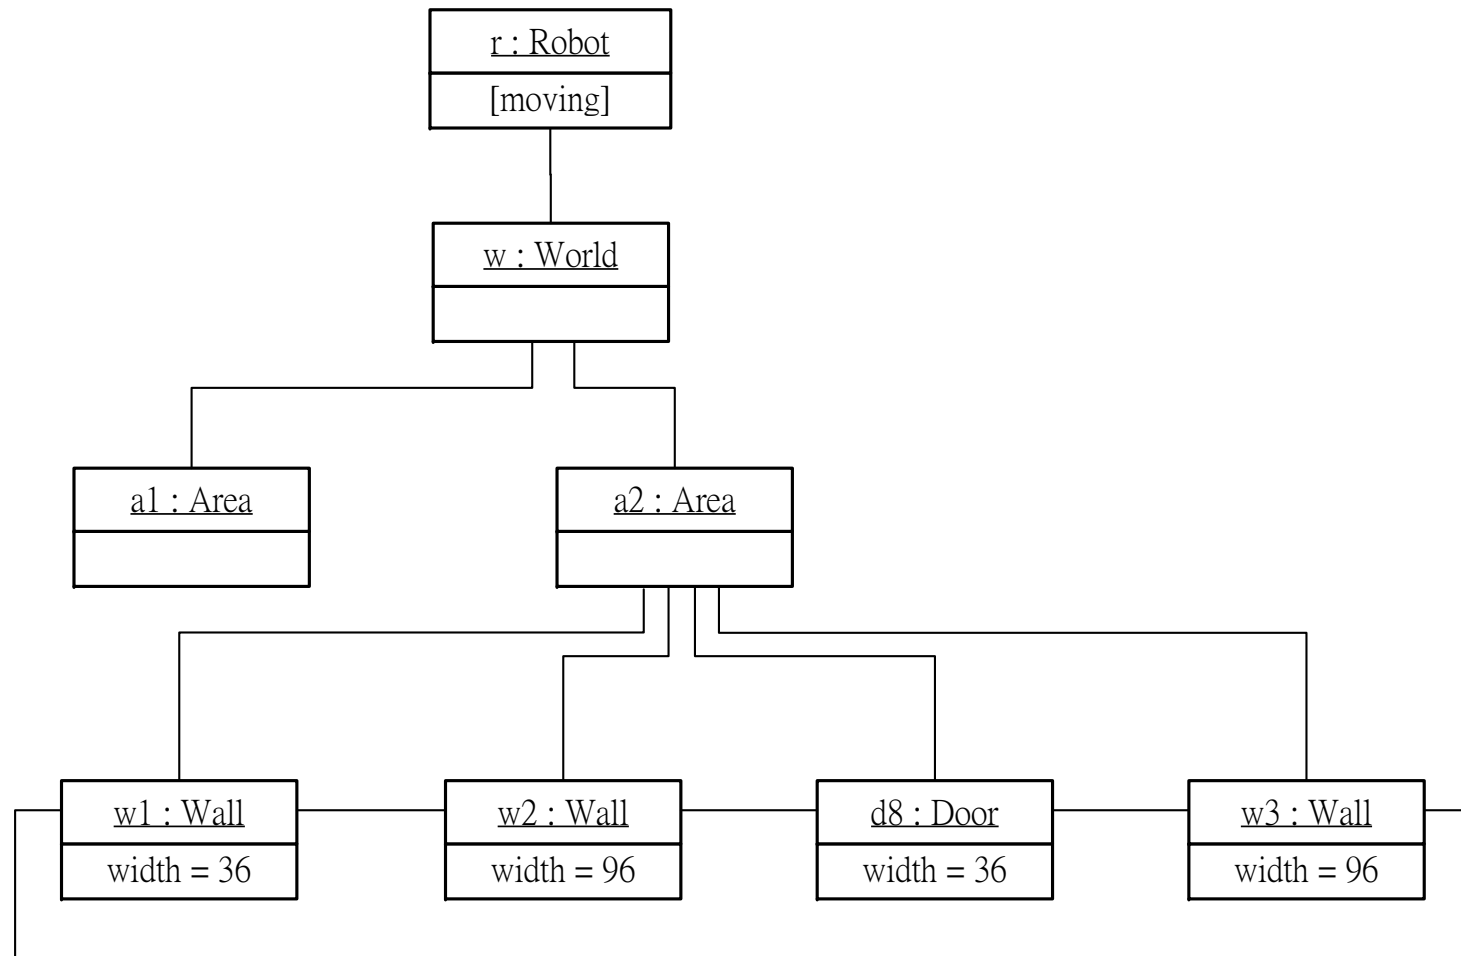 r : Robot
[moving]
w : World
a1 : Area
a2 : Area
w1 : Wall
width = 36
w2 : Wall
width = 96
d8 : Door
width = 36
w3 : Wall
width = 96